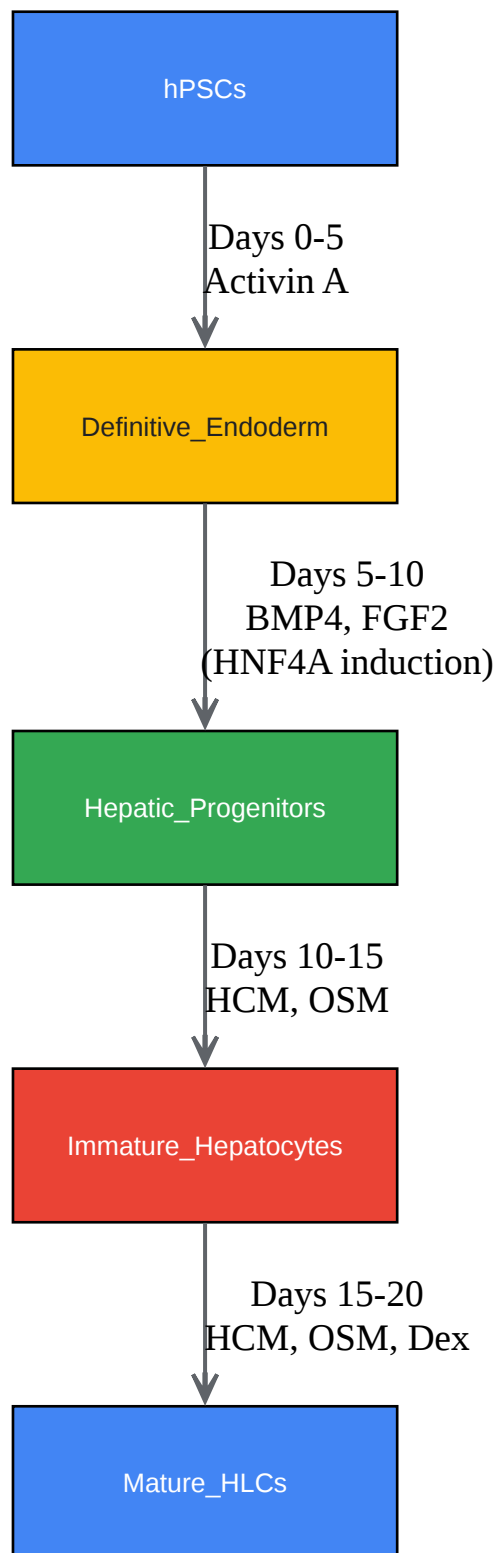 hPSCs
Days 0-5
Activin A
Definitive_Endoderm
Days 5-10
BMP4, FGF2
(HNF4A induction)
Hepatic_Progenitors
Days 10-15
HCM, OSM
Immature_Hepatocytes
Days 15-20
HCM, OSM, Dex
Mature_HLCs